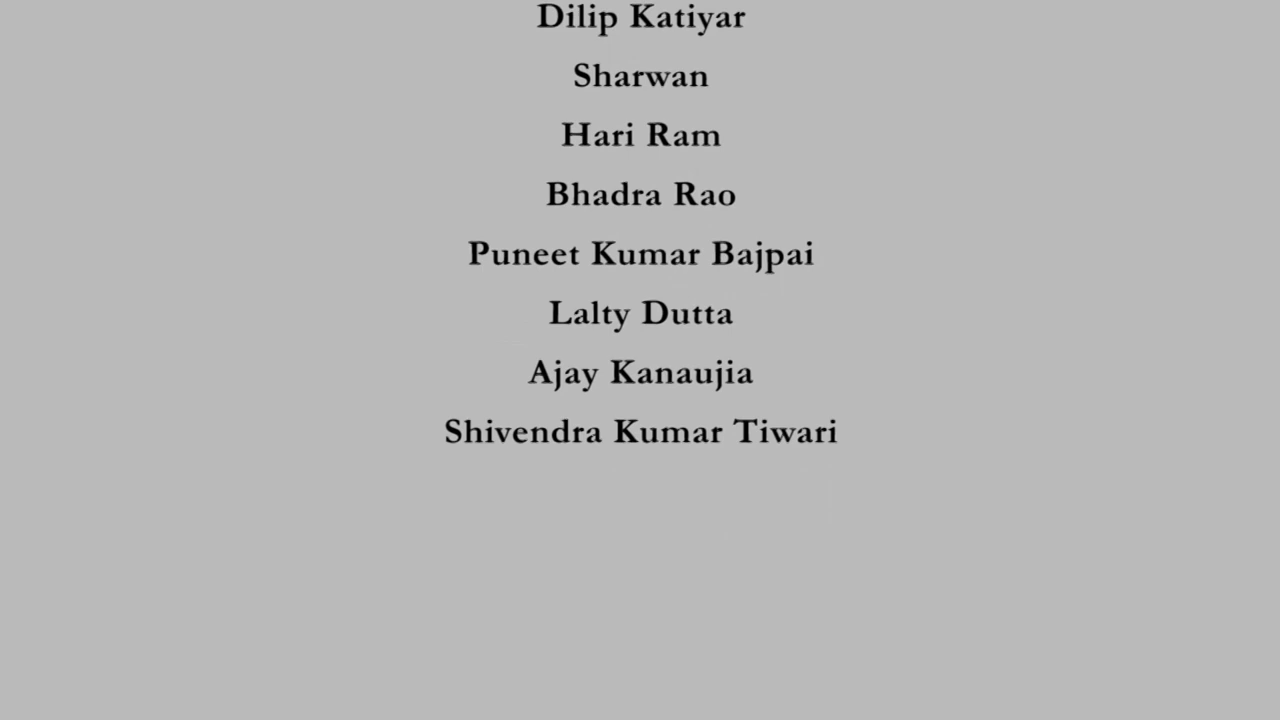 Dilip Katiyar
Sharwan
Hari Ram
Bhadra Rao
Puneet Kumar Bajpai
Lalty Dutta
Ajay Kanaujia
Shivendra Kumar Tiwari